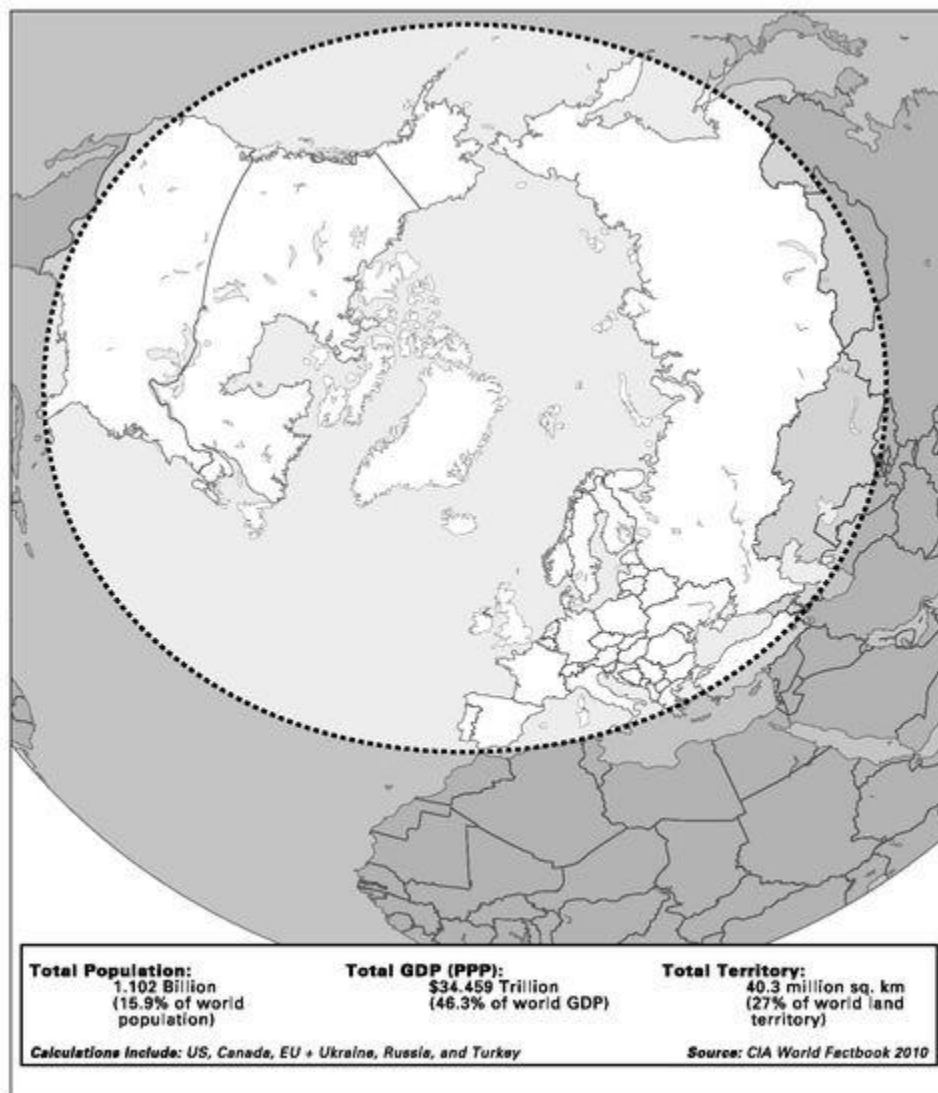 Total Population:
1.102 Billion
(15.9% of world
population)
Total GDP (PPP):
$34.459 Trillion
(46.3% of world GDP)
Total Territory:
40.3 million sq. km
(27% of world land
territory)
Calculations Include: US, Canada, EU + Ukraine, Russia, and Turkey
Source: CIA World Factbook 2010